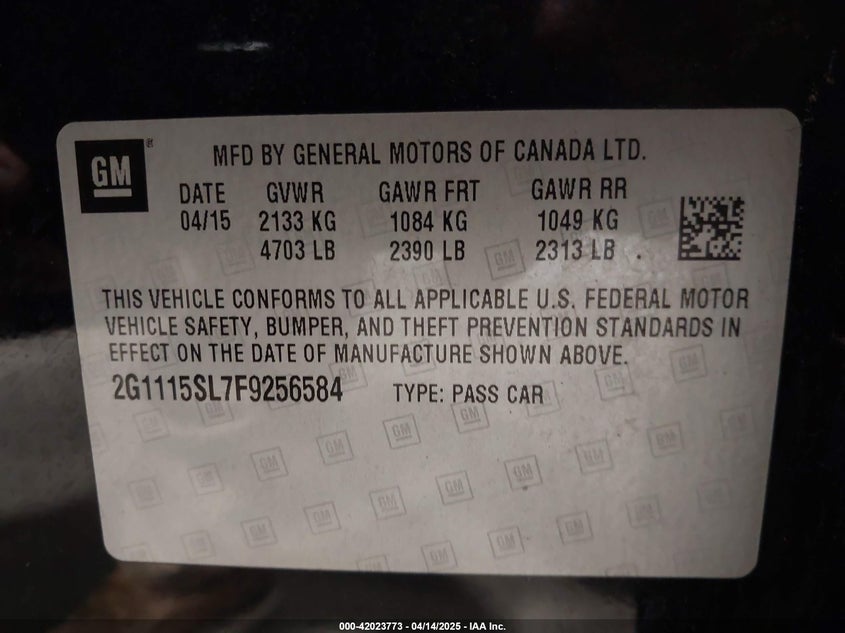 GM
MFD BY GENERAL MOTORS OF CANADA LTD.
DATE GVWR GAWR FRT GAWR RR
04/15 2133 KG 1084 KG 1049 KG
4703 LB 2390 LB 2313 LB
THIS VEHICLE CONFORMS TO ALL APPLICABLE U.S. FEDERAL MOTOR
VEHICLE SAFETY, BUMPER, AND THEFT PREVENTION STANDARDS IN
EFFECT ON THE DATE OF MANUFACTURE SHOWN ABOVE.
2G1115SL7F9256584 TYPE: PASS CAR
000-42023773 - 04/14/2025 - IAA Inc.